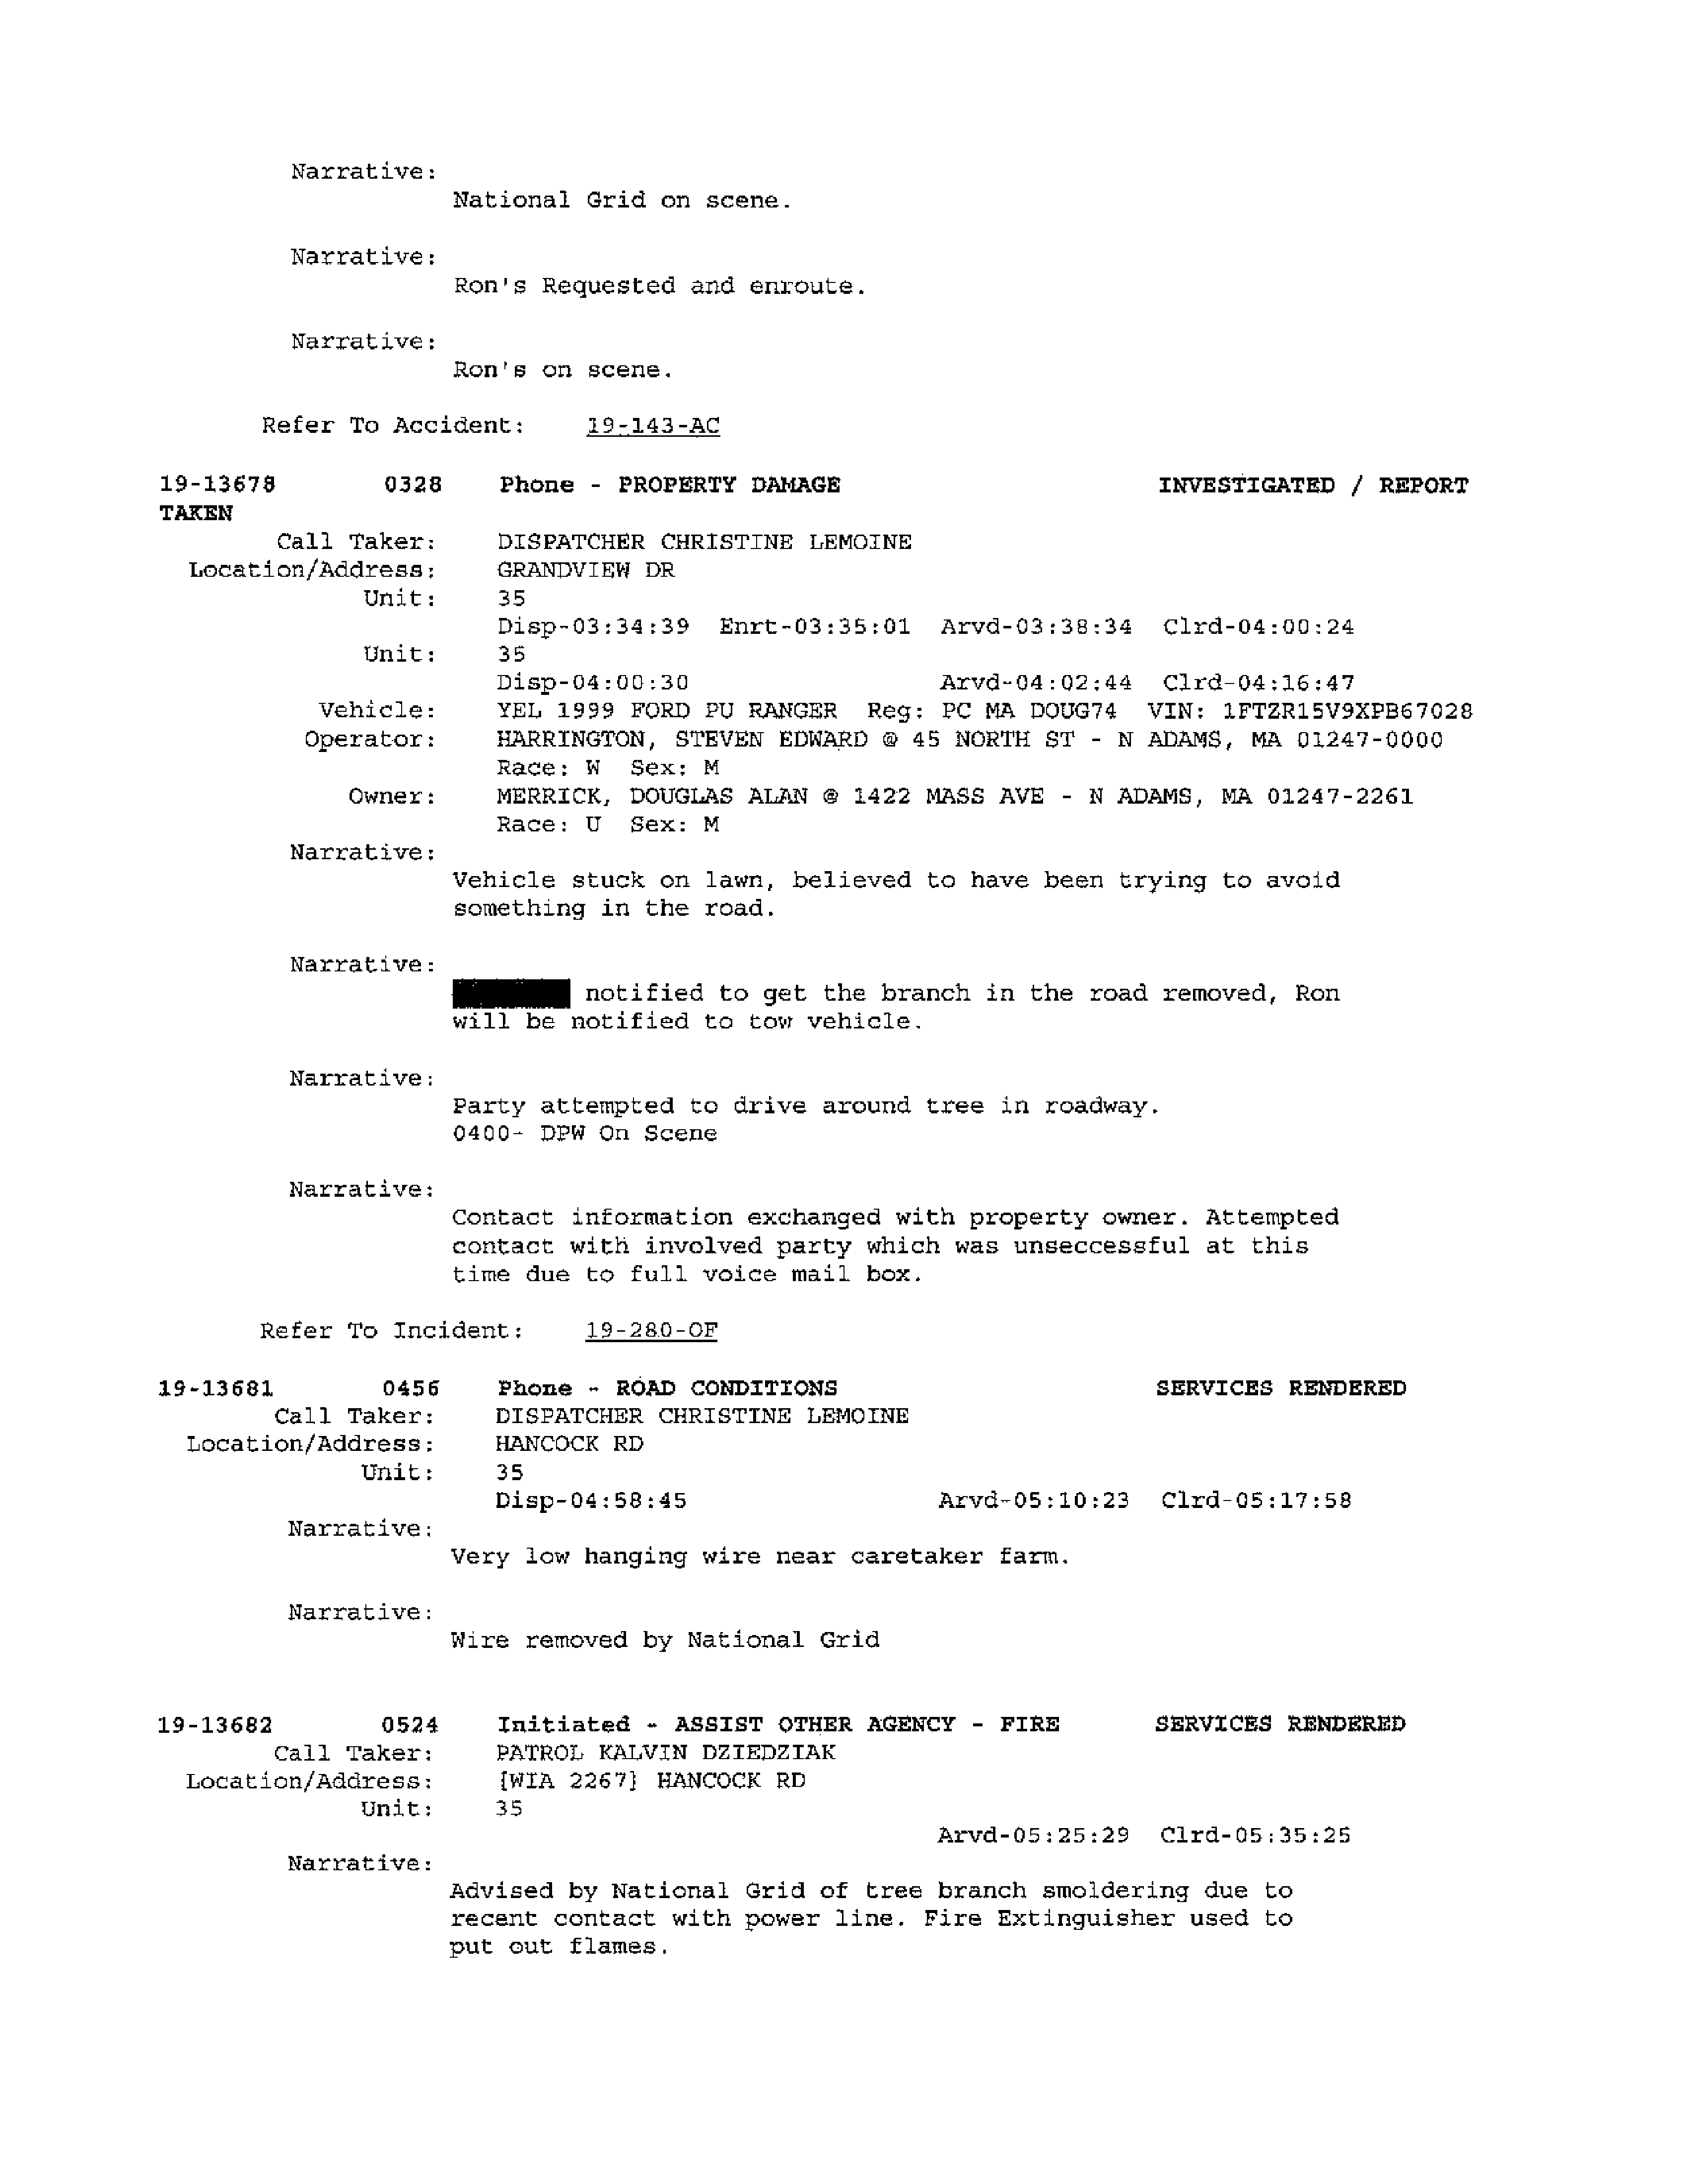 Narrative:
National Grid on scene.
Narrative:
Ron's Requested and enroute.
Narrative:
Ron's on scene.
Refer To Accident: 19-143-AC
19-13678 0328 Phone - PROPERTY DAMAGE INVESTIGATED / REPORT
TAKEN
Call Taker: DISPATCHER CHRISTINE LEMOINE
Location/Address: GRANDVIEW DR
Unit: 35
Disp-03:34:39 Enrt-03:35:01 Arvd-03:38:34 Clrd-04:00:24
Unit: 35
Disp-04:00:30 Arvd-04:02:44 Clrd-04:16:47
Vehicle: YEL 1999 FORD PU RANGER Reg: PC MA DOUG74 VIN: 1FTZR15V9XPB67028
Operator: HARRINGTON, STEVEN EDWARD @ 45 NORTH ST - N ADAMS, MA 01247-0000
Race: W Sex: M
Owner: MERRICK, DOUGLAS ALAN @ 1422 MASS AVE - N ADAMS, MA 01247-2261
Race: U Sex: M
Narrative:
Vehicle stuck on lawn, believed to have been trying to avoid
something in the road.
Narrative:
notified to get the branch in the road removed, Ron
will be notified to tow vehicle.
Narrative:
Party attempted to drive around tree in roadway.
0400- DPW On Scene
Narrative:
Contact information exchanged with property owner. Attempted
contact with involved party which was unseccessful at this
time due to full voice mail box.
Refer To Incident: 19-280-OF
19-13681 0456 Phone - ROAD CONDITIONS SERVICES RENDERED
Call Taker: DISPATCHER CHRISTINE LEMOINE
Location/Address: HANCOCK RD
Unit: 35
Disp-04:58:45 Arvd-05:10:23 Clrd-05:17:58
Narrative:
Very low hanging wire near caretaker farm.
Narrative:
Wire removed by National Grid
19-13682 0524 Initiated - ASSIST OTHER AGENCY - FIRE SERVICES RENDERED
Call Taker: PATROL KALVIN DZIEDZIAK
Location/Address: [WIA 2267] HANCOCK RD
Unit: 35
Arvd-05:25:29 Clrd-05:35:25
Narrative:
Advised by National Grid of tree branch smoldering due to
recent contact with power line. Fire Extinguisher used to
put out flames.